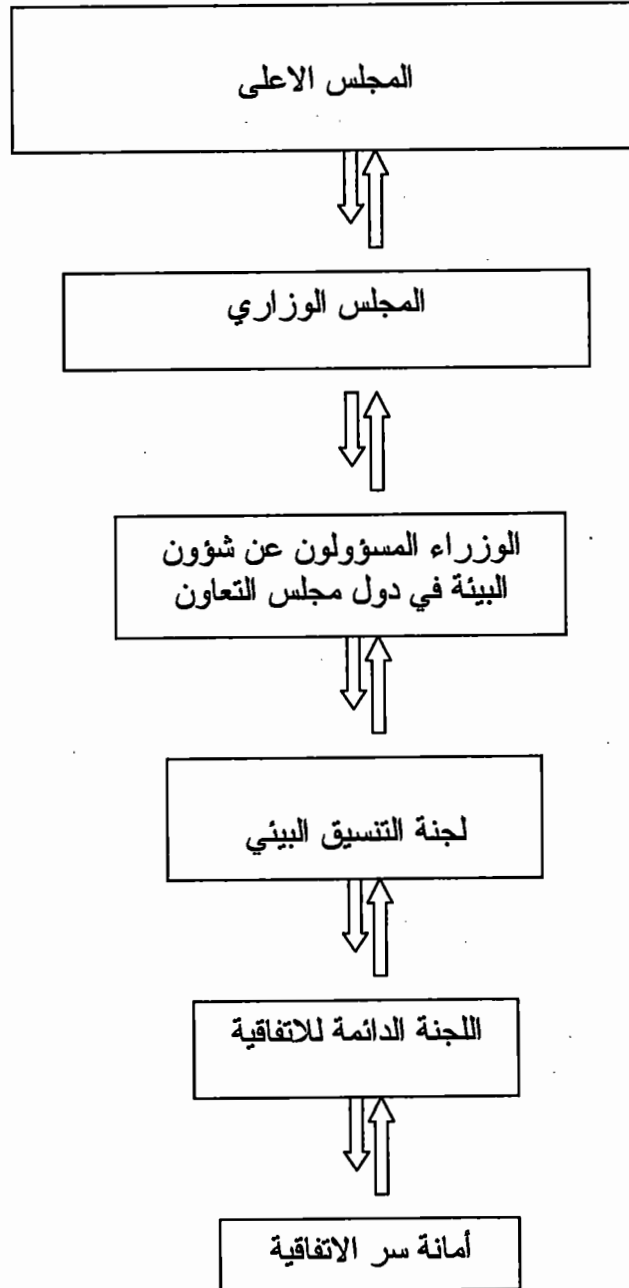 المجلس الاعلى
المجلس الوزاري
الوزراء المسؤولون عن شؤون
البيئة في دول مجلس التعاون
لجنة التنسيق البيئي
اللجنة الدائمة للاتفاقية
أمانة سر الاتفاقية